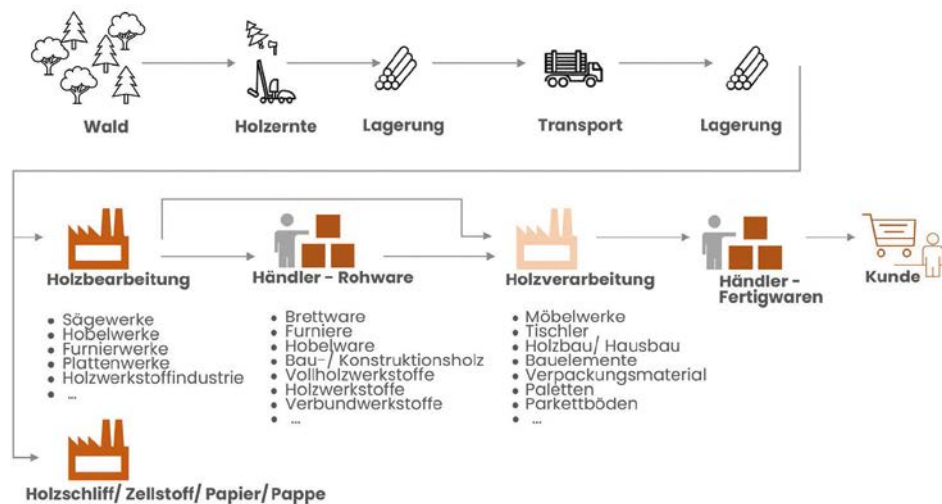 Wald
Holzernte
Lagerung
Transport
Lagerung
Holzbearbeitung
• Sägewerke
• Hobelwerke
• Furnierwerke
• Plattenwerke
• Holzwerkstoffindustrie
• ...
Händler - Rohware
• Brettware
• Furniere
• Hobelware
• Bau-/ Konstruktionsholz
• Vollholzwerkstoffe
• Holzwerkstoffe
• Verbundwerkstoffe
• ...
Holzverarbeitung
• Möbelwerke
• Tischler
• Holzbau/ Hausbau
• Bauelemente
• Verpackungsmaterial
• Paletten
• Parkettböden
• ...
Händler -
Fertigwaren
Kunde
Holzschliff/ Zellstoff/ Papier/ Pappe